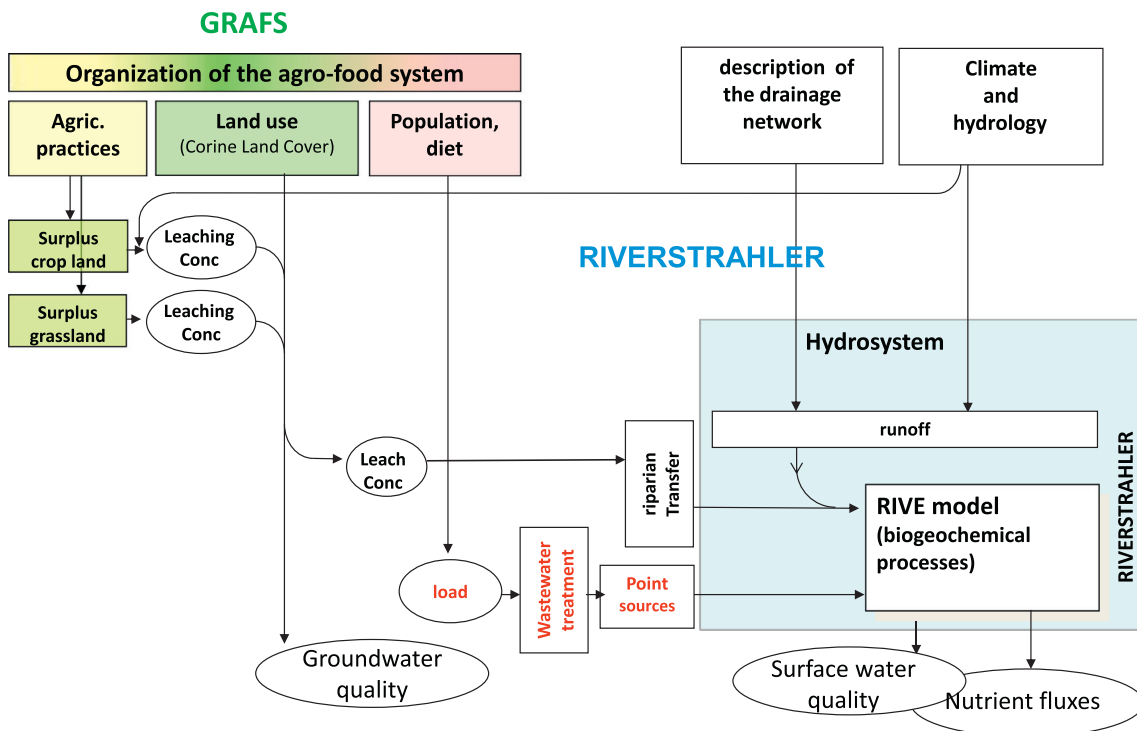 GRAFS
Organization of the agro-food system
Agric.
practices
Land use
(Corine Land Cover)
Population,
diet
description of
the drainage
network
Climate
and
hydrology
Surplus
crop land
Leaching
Conc
RIVERSTRAHLER
Surplus
grassland
Leaching
Conc
Hydrosystem
runoff
Leach
Conc
riparian
Transfer
RIVE model
(biogeochemical
processes)
RIVERSTRAHLER
load
Wastewater
treatment
Point
sources
Groundwater
quality
Surface water
quality
Nutrient fluxes